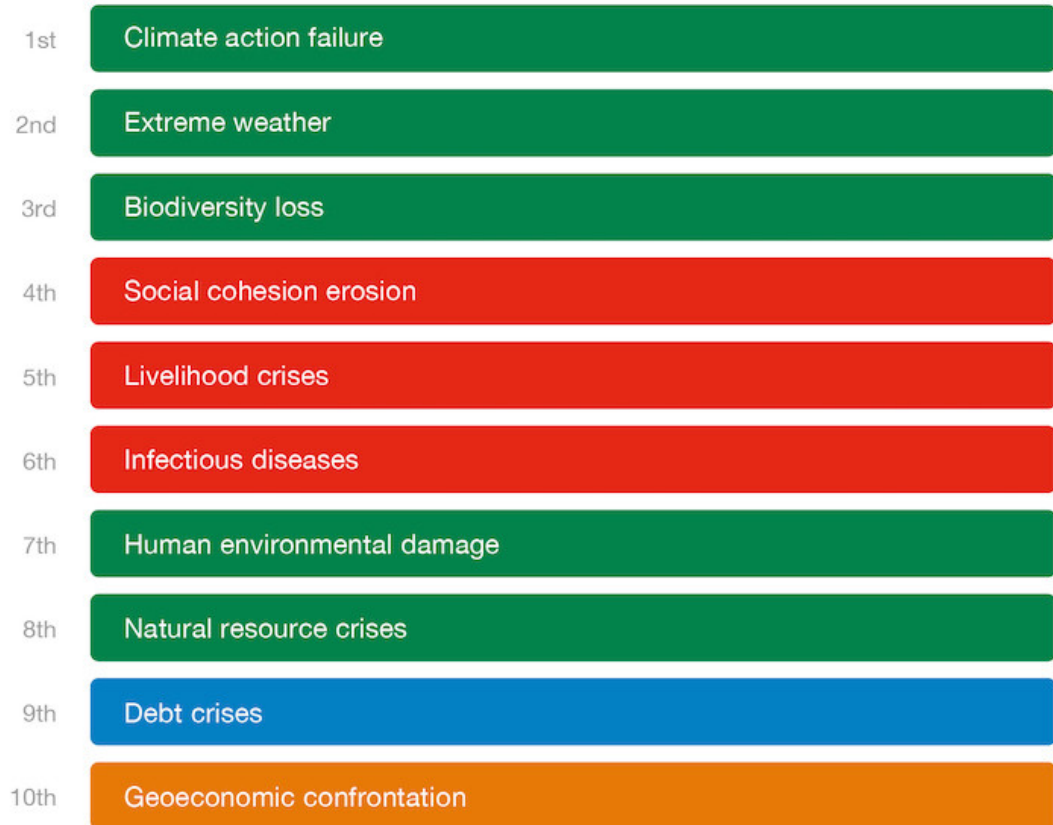 1st Climate action failure
2nd Extreme weather
3rd Biodiversity loss
4th Social cohesion erosion
5th Livelihood crises
6th Infectious diseases
7th Human environmental damage
8th Natural resource crises
9th Debt crises
10th Geoeconomic confrontation